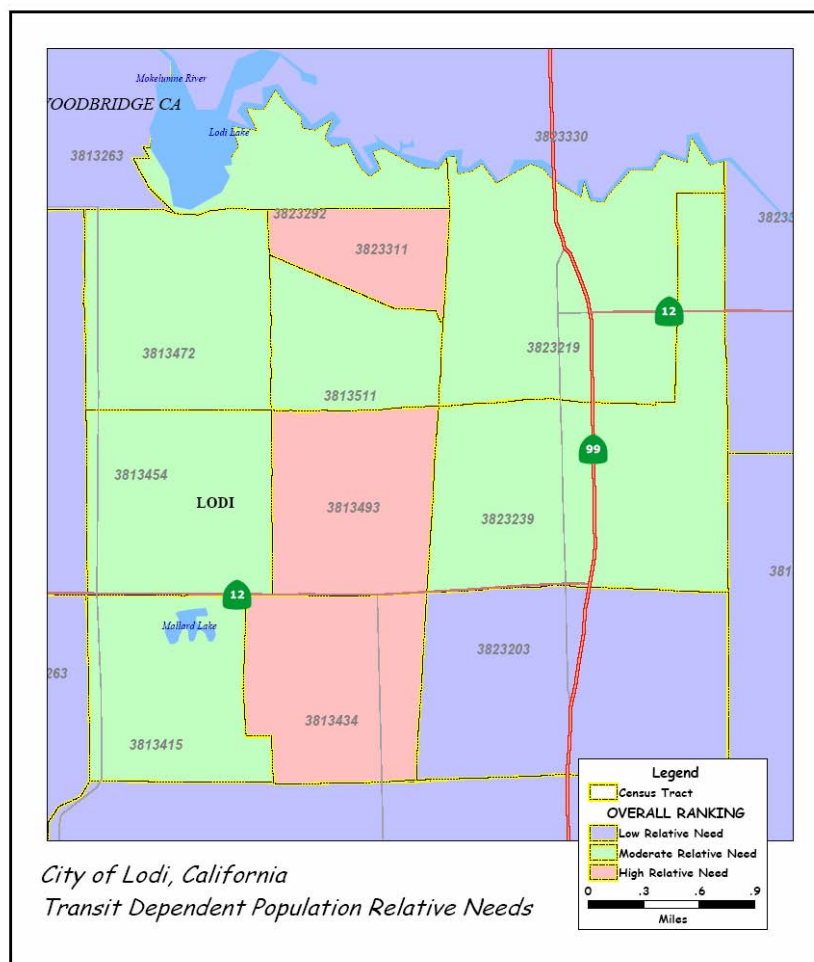 Mokelumne River
WOODBRIDGE CA
Lodi Lake
3813263
3823330
3823292
3823311
12
3813472
3823219
3813511
99
3813454
LODI
3813493
3823239
12
Mallard Lake
3823203
263
3813434
3813415
Legend
Census Tract
OVERALL RANKING
Low Relative Need
Moderate Relative Need
High Relative Need
0 .3 .6 .9
Miles
City of Lodi, California
Transit Dependent Population Relative Needs